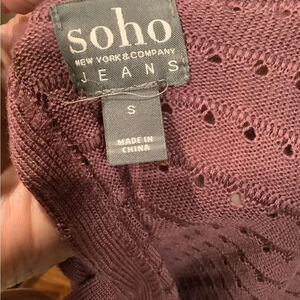 soho
NEW YORK & COMPANY
JEANS
S
MADE IN
CHINA